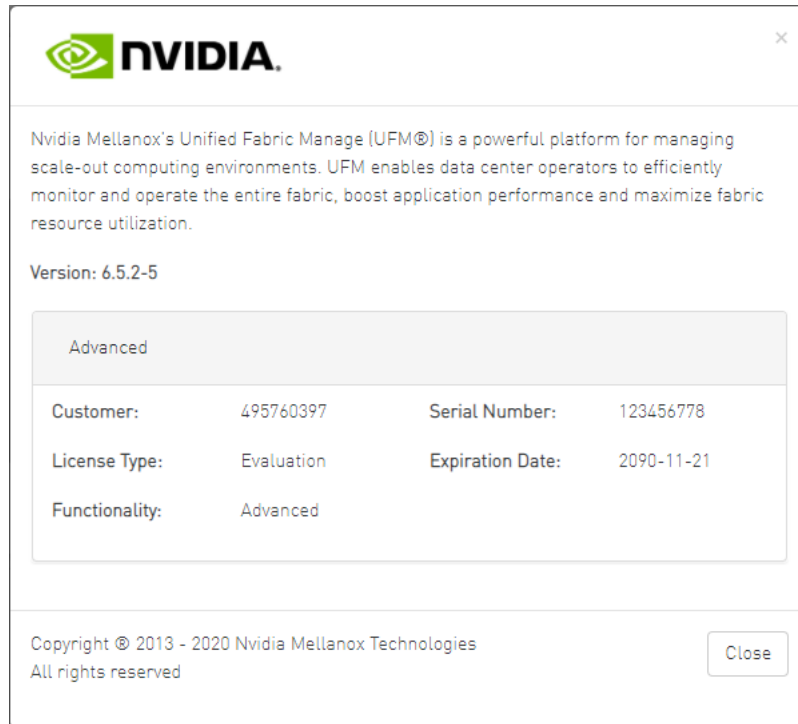 NVIDIA.
×
Nvidia Mellanox's Unified Fabric Manage (UFM®) is a powerful platform for managing
scale-out computing environments. UFM enables data center operators to efficiently
monitor and operate the entire fabric, boost application performance and maximize fabric
resource utilization.
Version: 6.5.2-5
Advanced
Customer: 495760397 Serial Number: 123456778
License Type: Evaluation Expiration Date: 2090-11-21
Functionality: Advanced
Copyright ® 2013 - 2020 Nvidia Mellanox Technologies
All rights reserved
Close